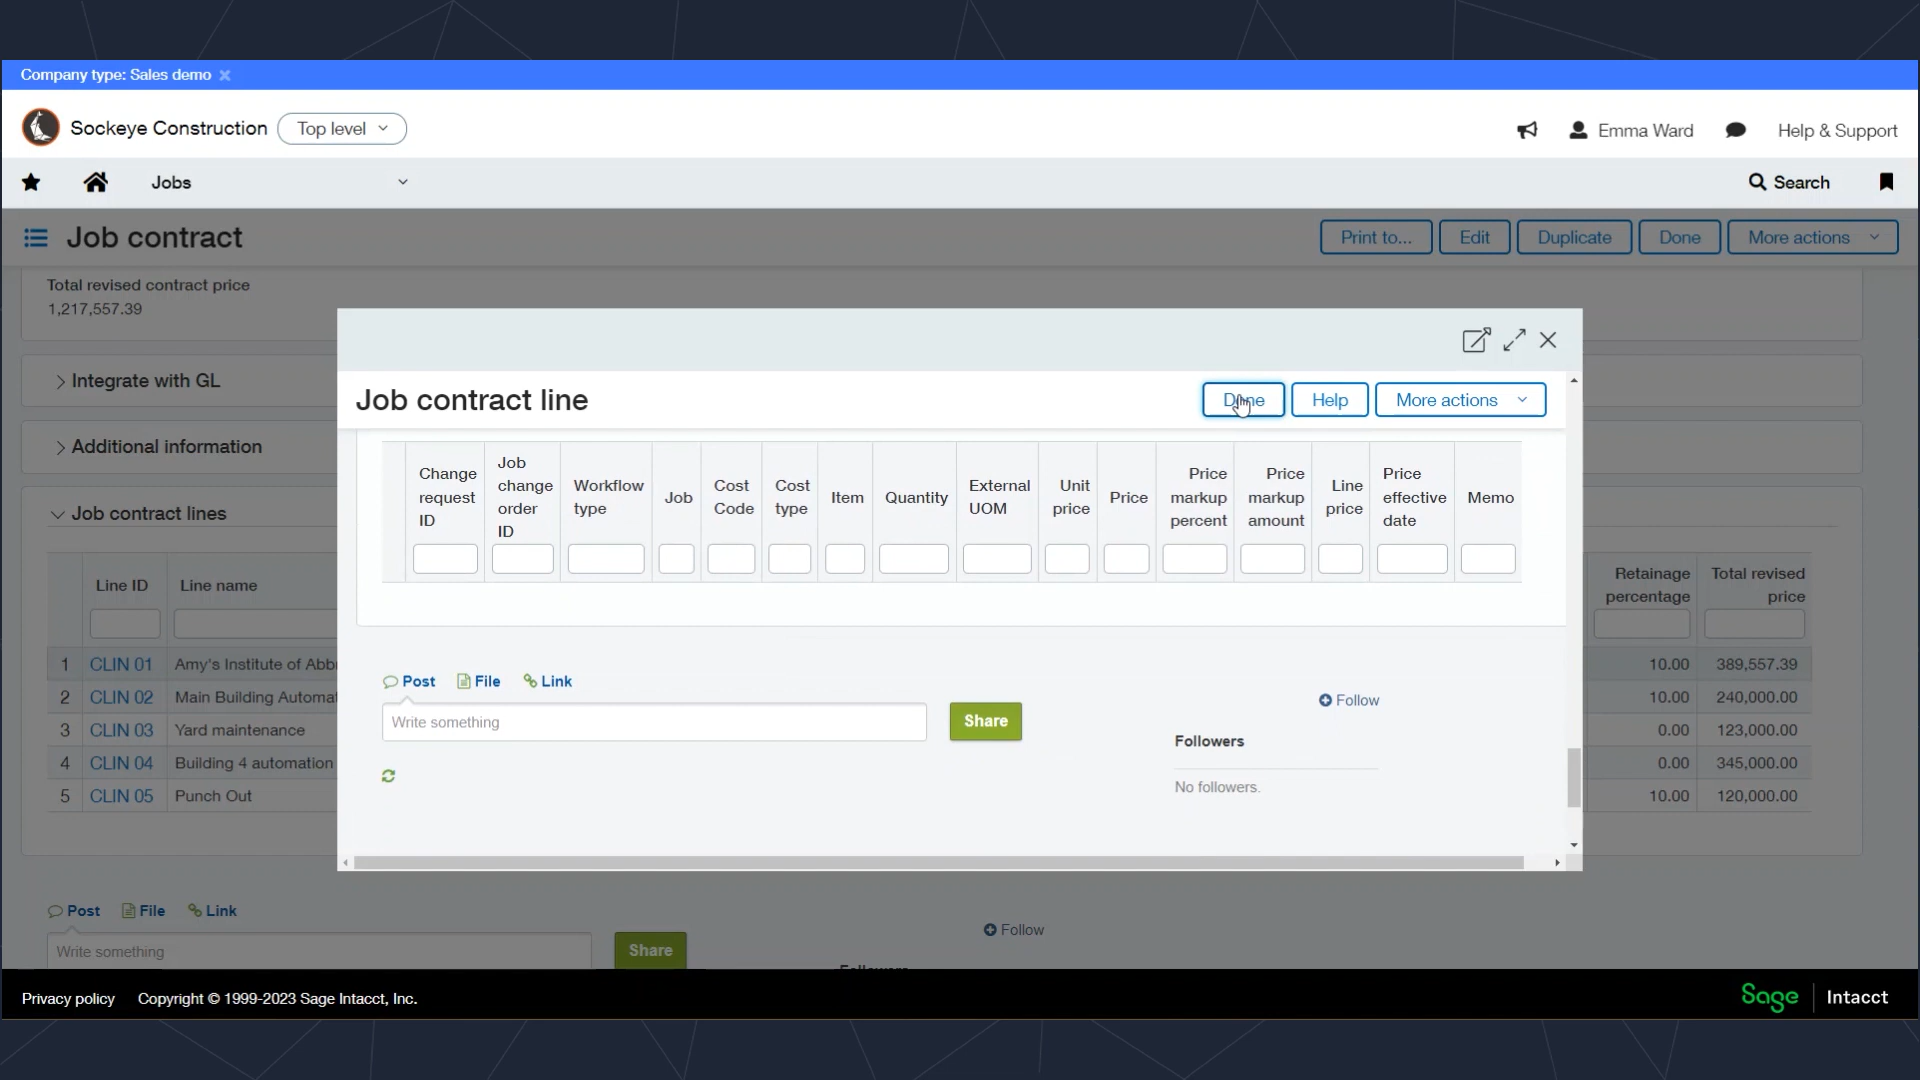 Company type: Sales demo
Sockeye Construction
Top level
Emma Ward
Help & Support
Jobs
Search
Job contract
Print to...
Edit
Duplicate
Done
More actions
Total revised contract price
1,217,557.39
Integrate with GL
Additional information
Job contract lines
Line ID
Line name
Retainage percentage
Total revised price
1 CLIN 01 Amy's Institute of 10.00 389,557.39
2 CLIN 02 Main Building 10.00 240,000.00
3 CLIN 03 Yard maintenance 0.00 123,000.00
4 CLIN 04 Building 4 automation 0.00 345,000.00
5 CLIN 05 Punch Out 10.00 120,000.00
Job contract line
Done
Help
More actions
Change request ID
Job change order ID
Workflow type
Job
Cost Code
Cost type
Item
Quantity
External UOM
Unit price
Price
Price markup percent
Price markup amount
Line price
Price effective date
Memo
Post File Link
Write something
Share
Follow
Followers
No followers.
Post File Link
Write something
Share
Follow
Privacy policy
Copyright © 1999-2023 Sage Intacct, Inc.
Sage Intacct